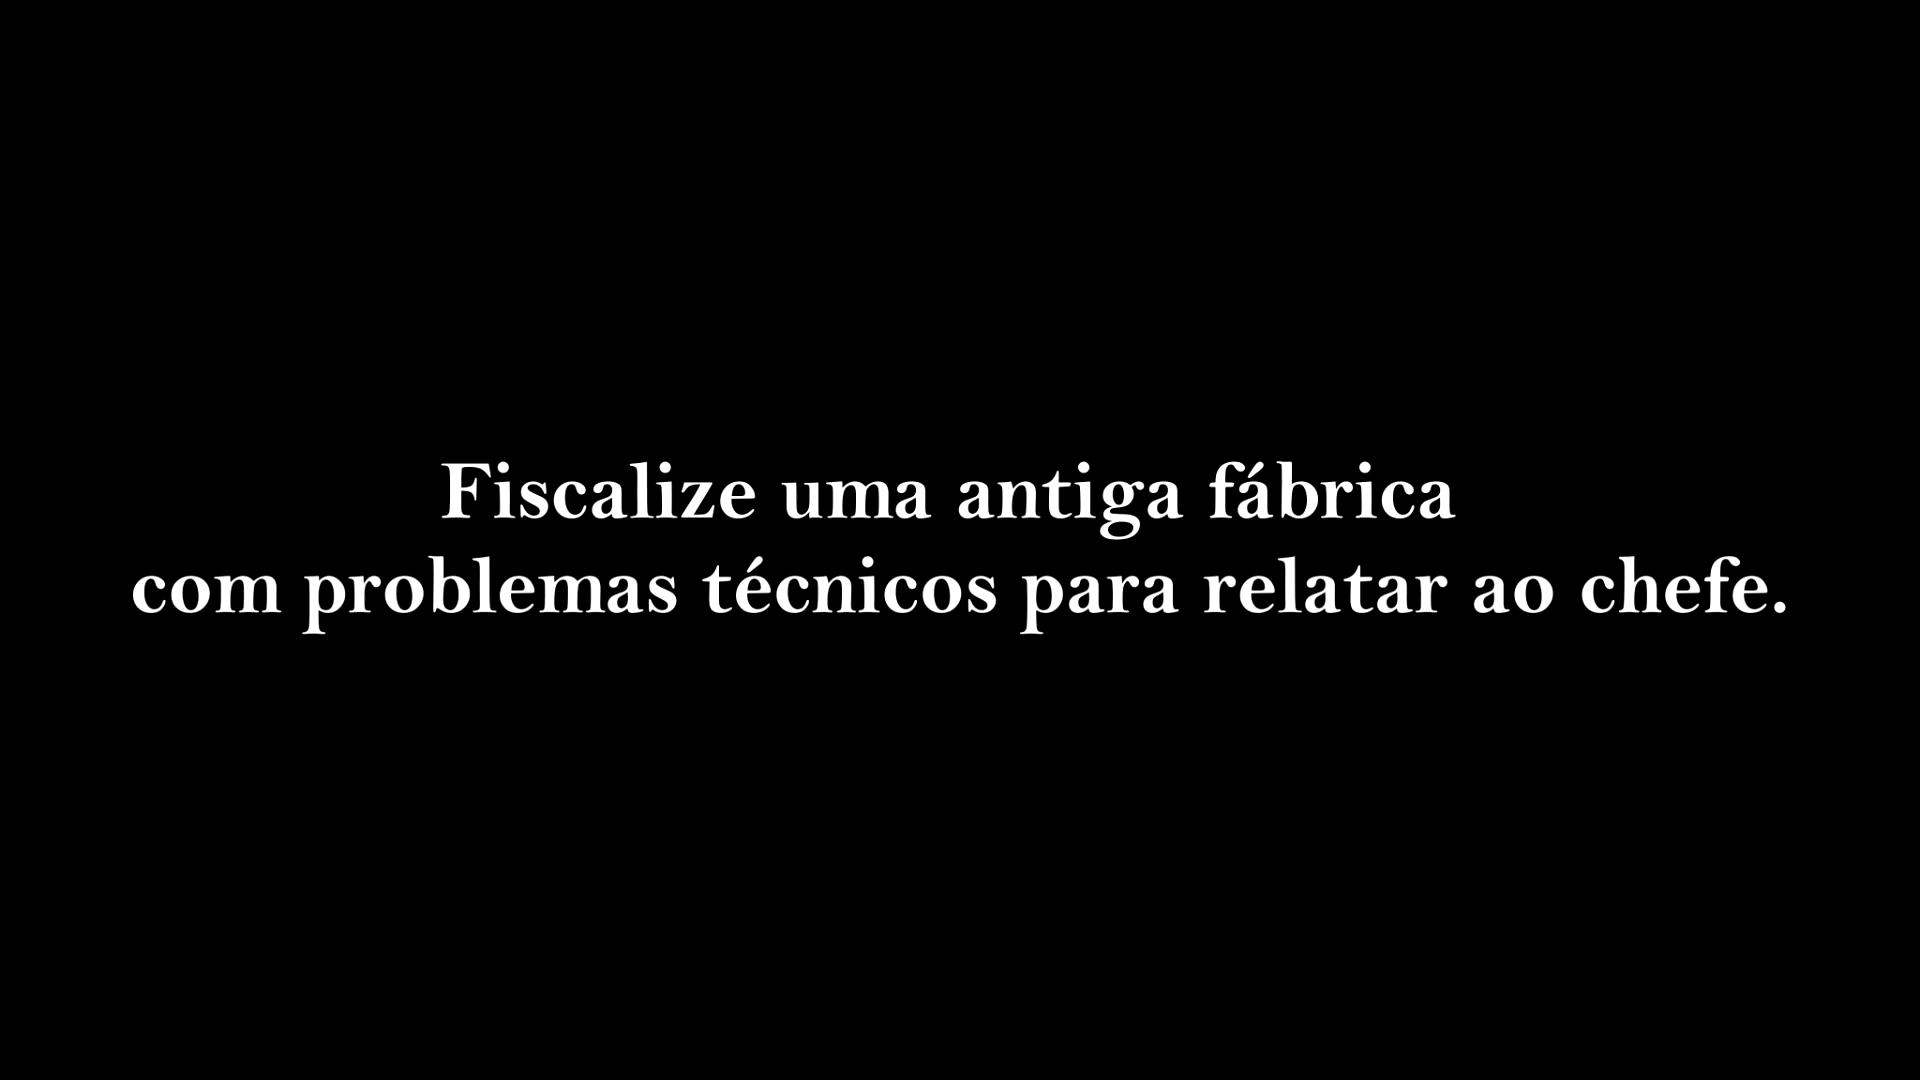 Fiscalize uma antiga fábrica
com problemas técnicos para relatar ao chefe.